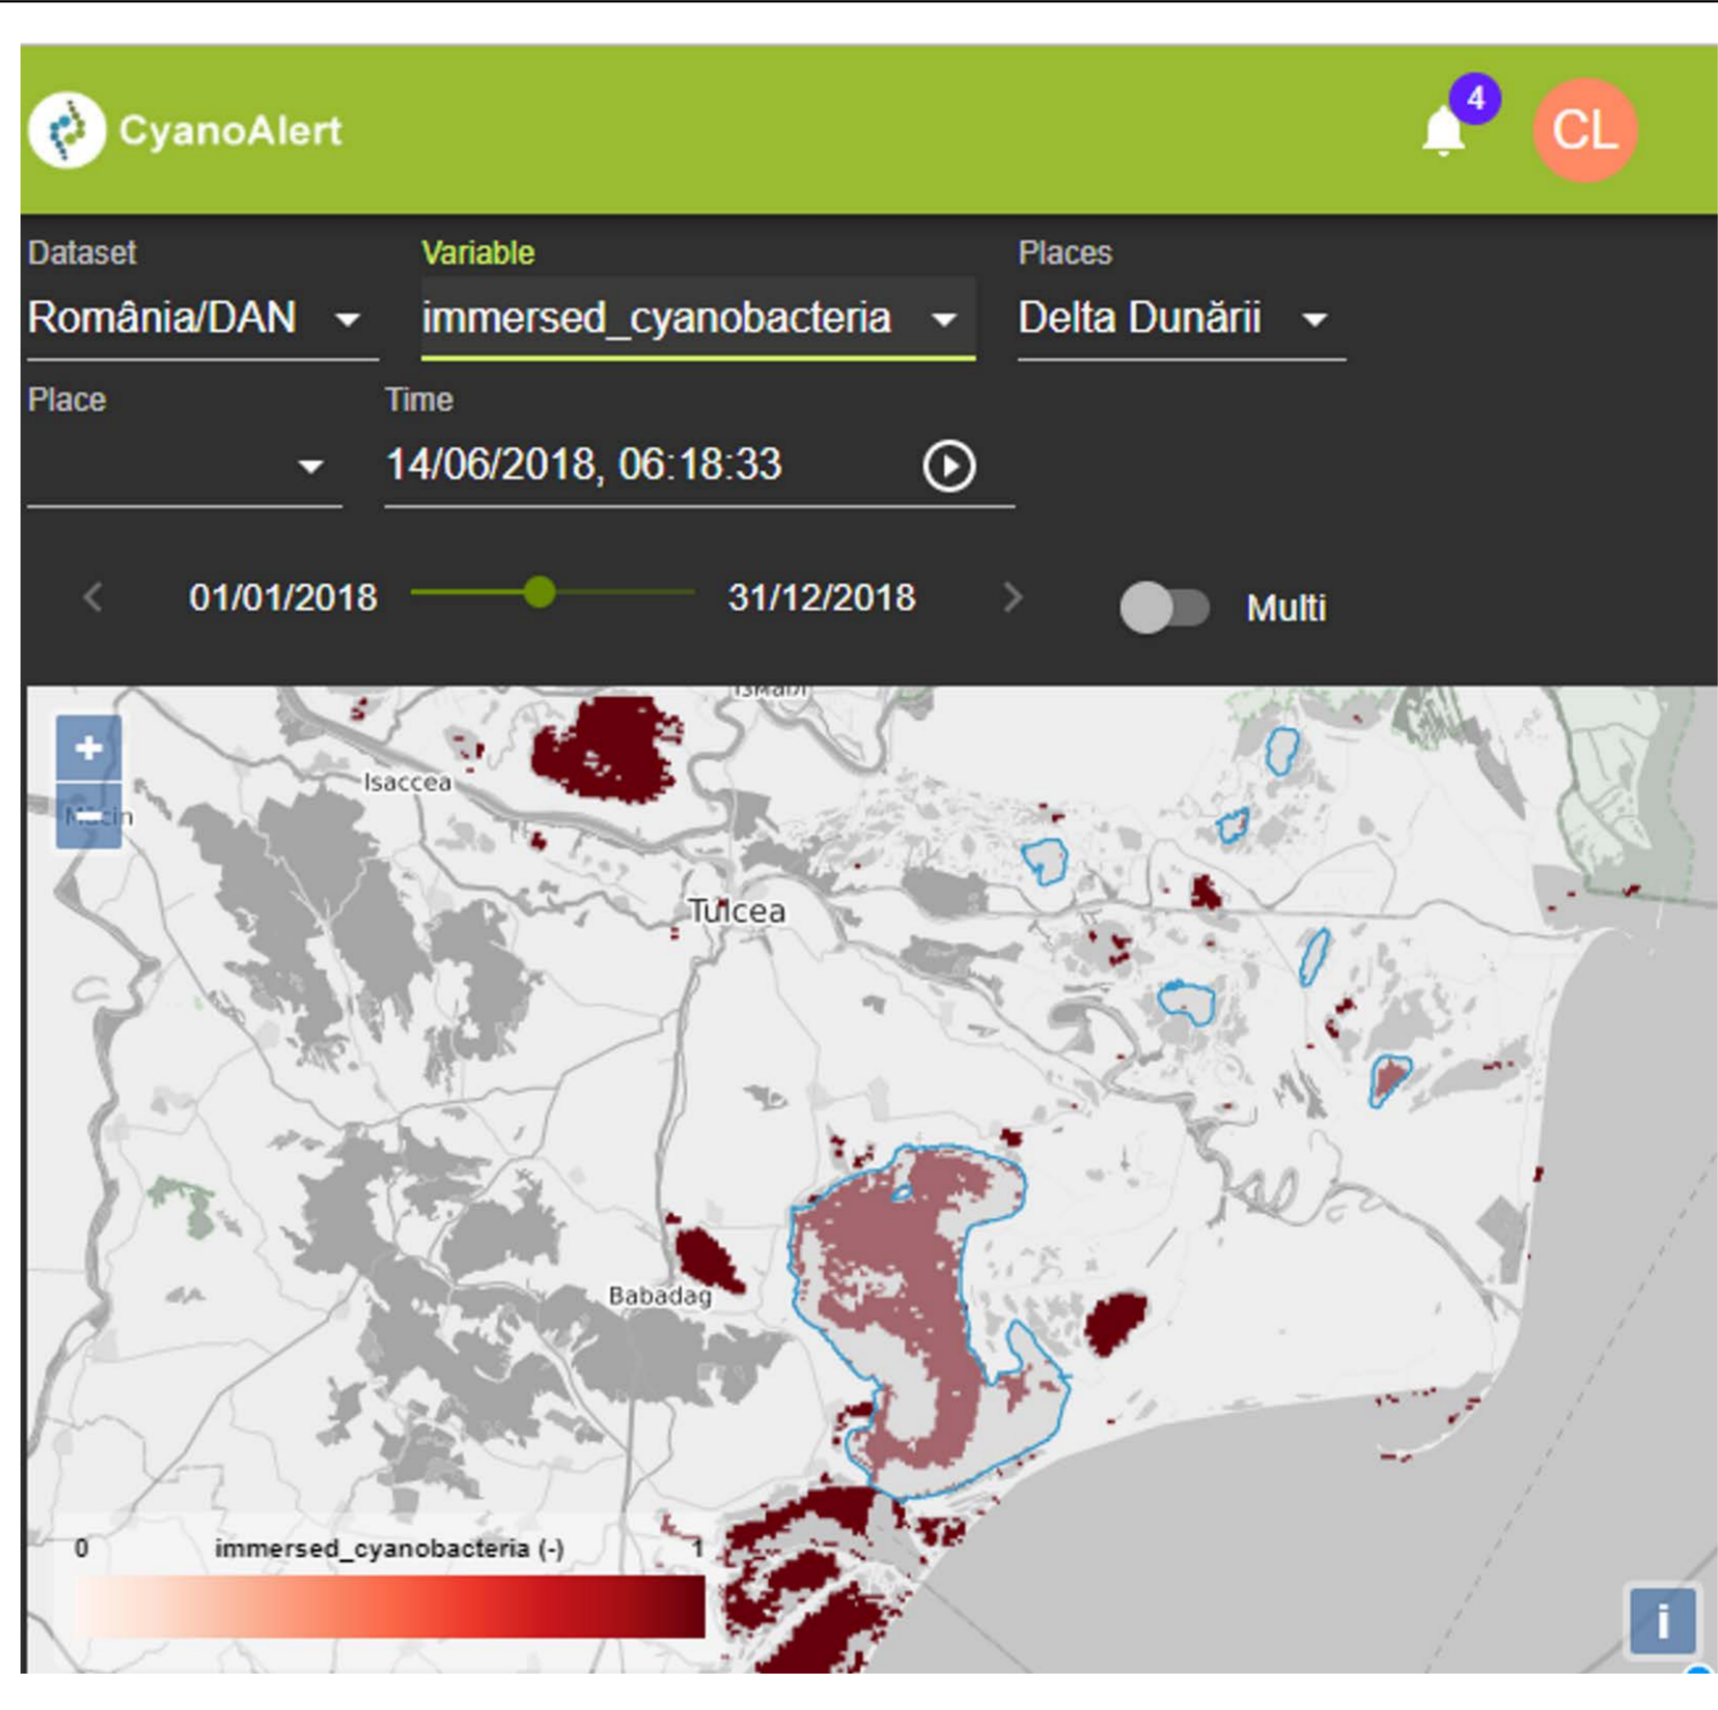 CyanoAlert
4
CL
Dataset
Variable
Places
România/DAN
immersed_cyanobacteria
Delta Dunării
Place
Time
14/06/2018, 06:18:33
01/01/2018
31/12/2018
Multi
+
Isaccea
−
Tulcea
Babadag
0
immersed_cyanobacteria (-)
1
i